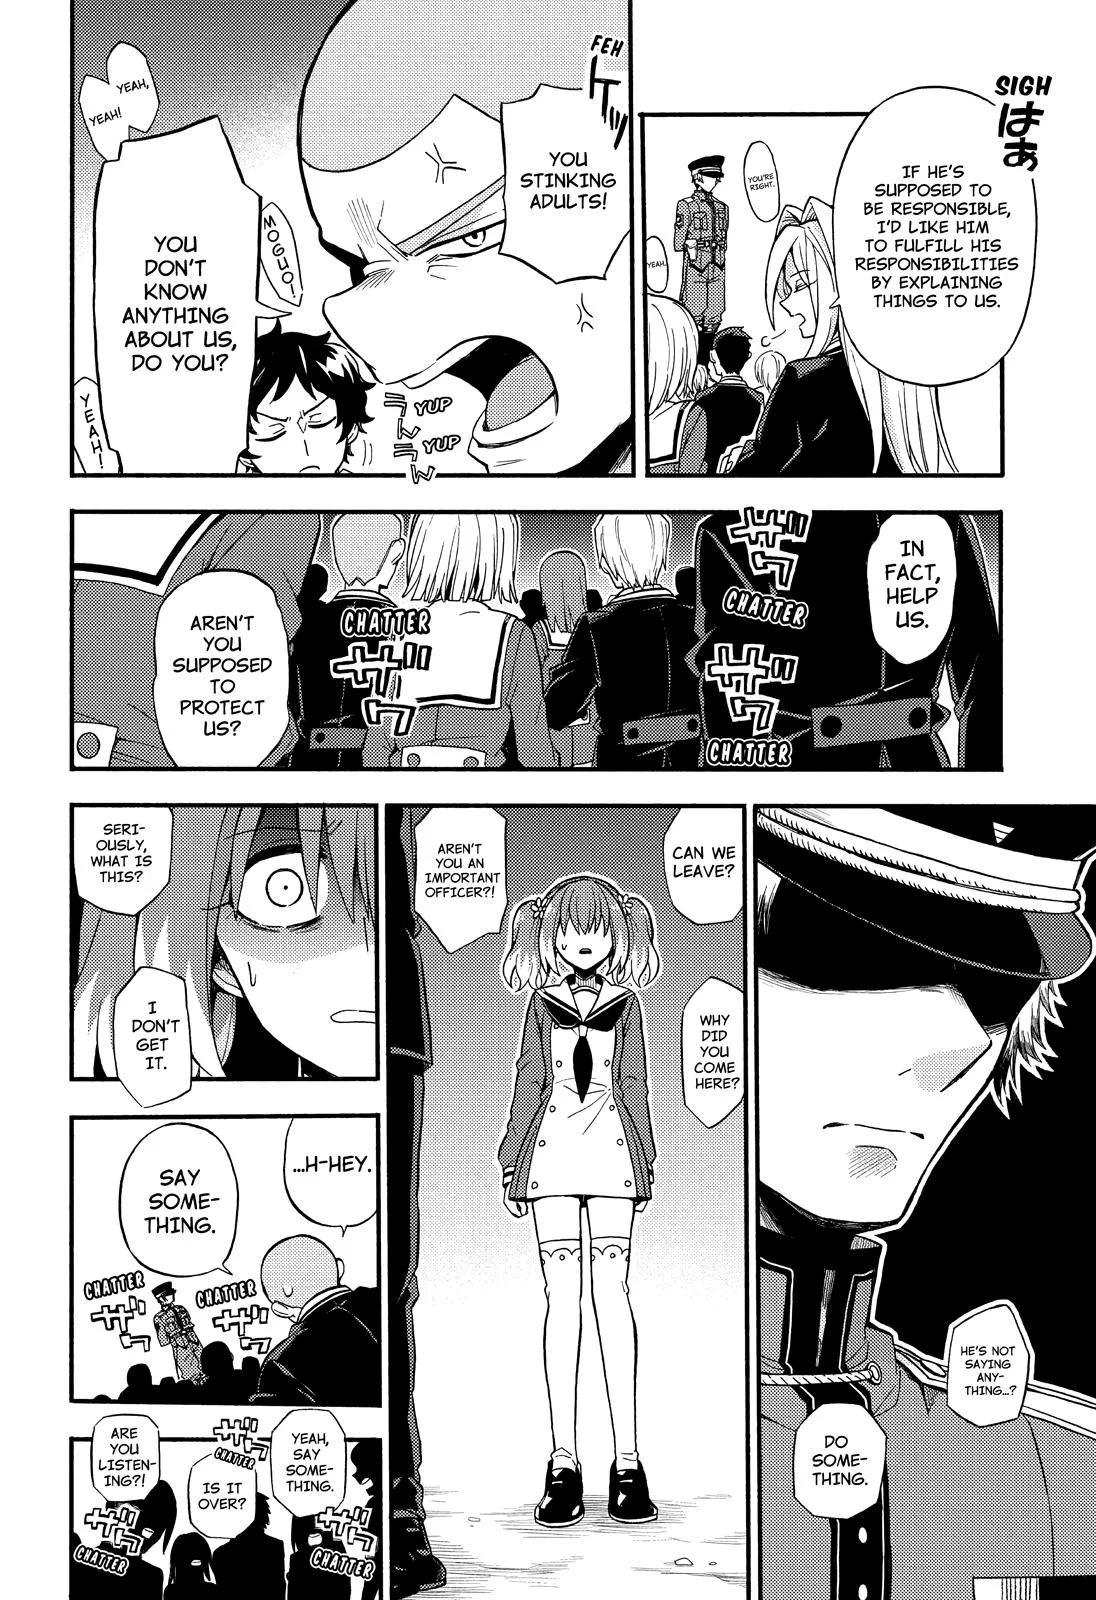 SIGH
はぁ
IF HE'S
SUPPOSED TO
BE RESPONSIBLE,
I'D LIKE HIM
TO FULFILL HIS
RESPONSIBILITIES
BY EXPLAINING
THINGS TO US.
YOU'RE
RIGHT.
YEAH.
FEH
ケッ
YOU
STINKING
ADULTS!
YEAH,
YEAH!
MOGUO!
YOU
DON'T
KNOW
ANYTHING
ABOUT US,
DO YOU?
YEAH!
うんうん
YUP
YUP
IN
FACT,
HELP
US.
ザワ
CHATTER
ザワ
CHATTER
CHATTER
ザワ
AREN'T
YOU
SUPPOSED
TO
PROTECT
US?
HE'S NOT
SAYING
ANY-
THING...?
DO
SOME-
THING.
CAN WE
LEAVE?
WHY
DID
YOU
COME
HERE?
AREN'T
YOU AN
IMPORTANT
OFFICER?!
SERI-
OUSLY,
WHAT IS
THIS?
I
DON'T
GET
IT.
...H-HEY.
SAY
SOME-
THING.
CHATTER
ザワ
CHATTER
ザワ
YEAH,
SAY
SOME-
THING.
ザワ
CHATTER
IS IT
OVER?
ARE
YOU
LISTEN-
ING?!
ザワ
CHATTER
ザワ
CHATTER